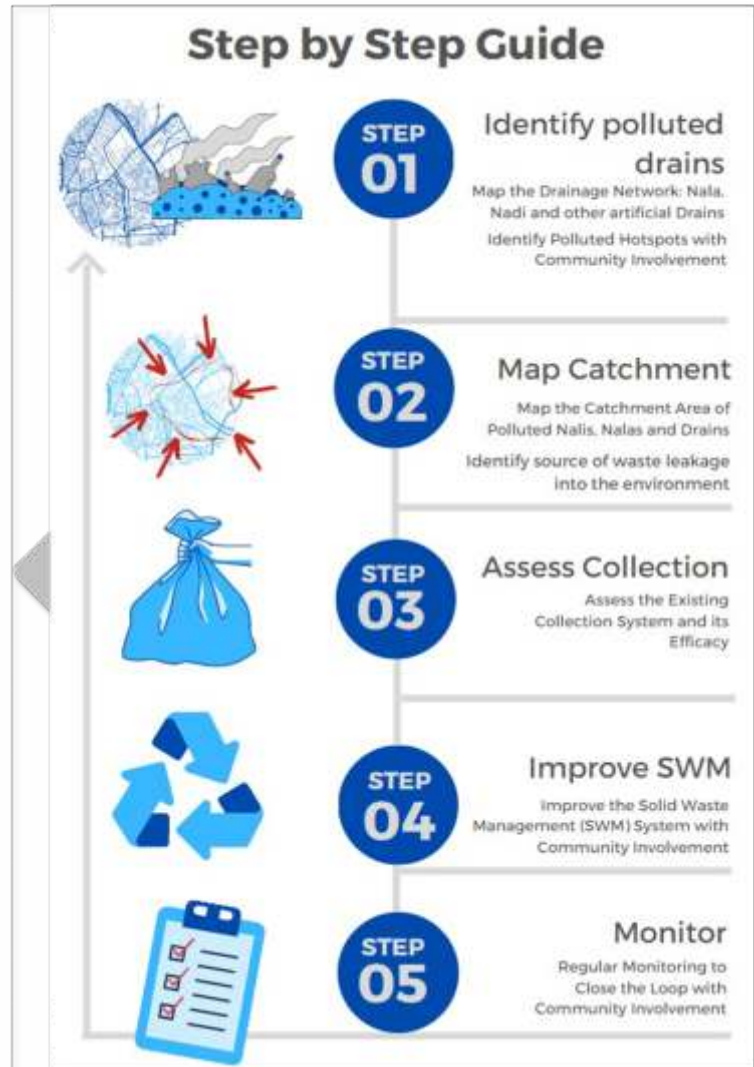 Step by Step Guide
STEP
01
Identify polluted
drains
Map the Drainage Network: Nala,
Nadi and other artificial Drains
Identify Polluted Hotspots with
Community Involvement
STEP
02
Map Catchment
Map the Catchment Area of
Polluted Nalis, Nalas and Drains
Identify source of waste leakage
into the environment
STEP
03
Assess Collection
Assess the Existing
Collection System and its
Efficacy
STEP
04
Improve SWM
Improve the Solid Waste
Management (SWM) System with
Community Involvement
STEP
05
Monitor
Regular Monitoring to
Close the Loop with
Community Involvement